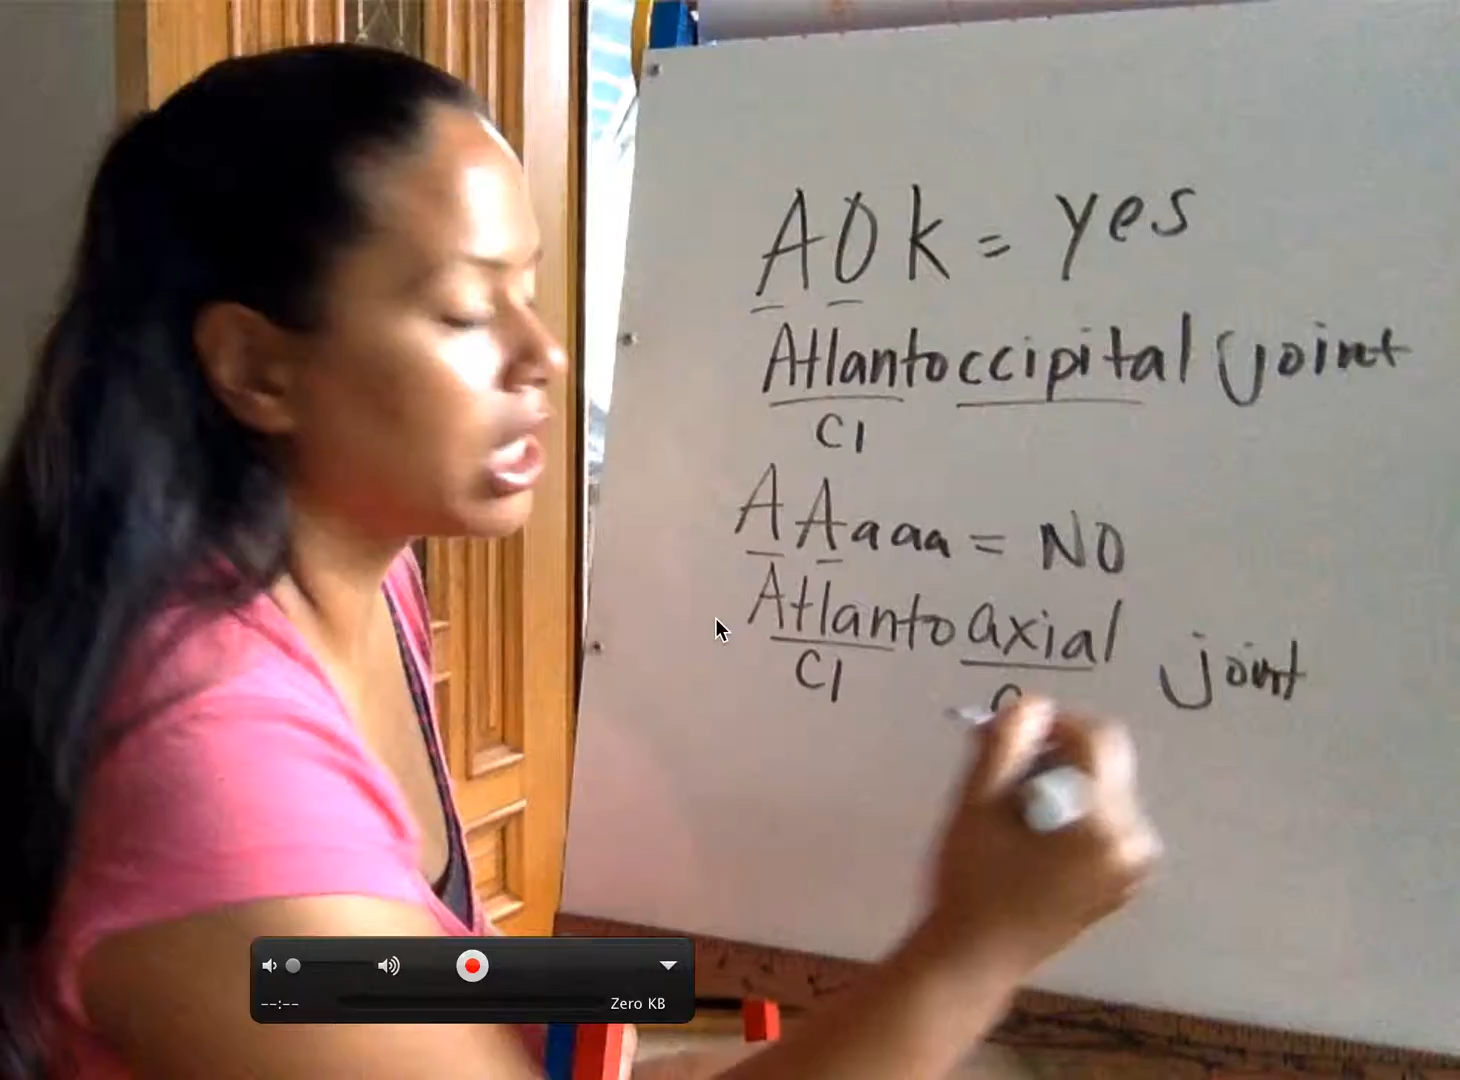 AOk = yes
Atlantoccipital joint
C1
AAaaa = NO
Atlantoaxial joint
C1 C
--:-- Zero KB